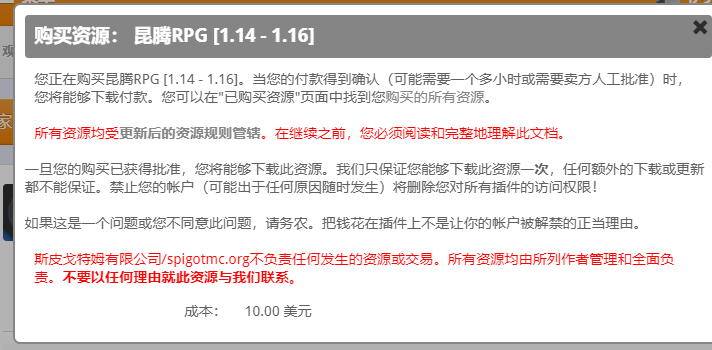 购买资源： 昆腾RPG [1.14 - 1.16]
观
您正在购买昆腾RPG [1.14 - 1.16]。当您的付款得到确认（可能需要一个多小时或需要卖方人工批准）时，
您将能够下载付款。您可以在"已购买资源"页面中找到您购买的所有资源。
家
所有资源均受更新后的资源规则管辖。在继续之前，您必须阅读和完整地理解此文档。
一旦您的购买已获得批准，您将能够下载此资源。我们只保证您能够下载此资源一次，任何额外的下载或更新
都不能保证。禁止您的帐户（可能出于任何原因随时发生）将删除您对所有插件的访问权限！
如果这是一个问题或您不同意此问题，请务农。把钱花在插件上不是让你的帐户被解禁的正当理由。
斯皮戈特姆有限公司/spigotmc.org不负责任何发生的资源或交易。所有资源均由所列作者管理和全面负
责。不要以任何理由就此资源与我们联系。
成本： 10.00 美元